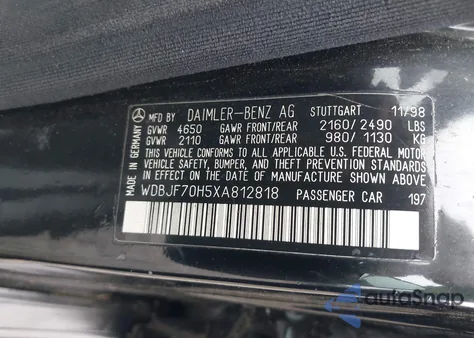 MFD BY DAIMLER-BENZ AG STUTTGART 11/98
GVWR 4650 GAWR FRONT/REAR 2160/2490 LBS
GVWR 2110 GAWR FRONT/REAR 980/1130 KG
THIS VEHICLE CONFORMS TO ALL APPLICABLE U.S. FEDERAL MOTOR
VEHICLE SAFETY, BUMPER, AND THEFT PREVENTION STANDARDS
IN EFFECT ON THE DATE OF MANUFACTURE SHOWN ABOVE.
WDBJF70H5XA812818 PASSENGER CAR 197
MADE IN GERMANY
autoSnap